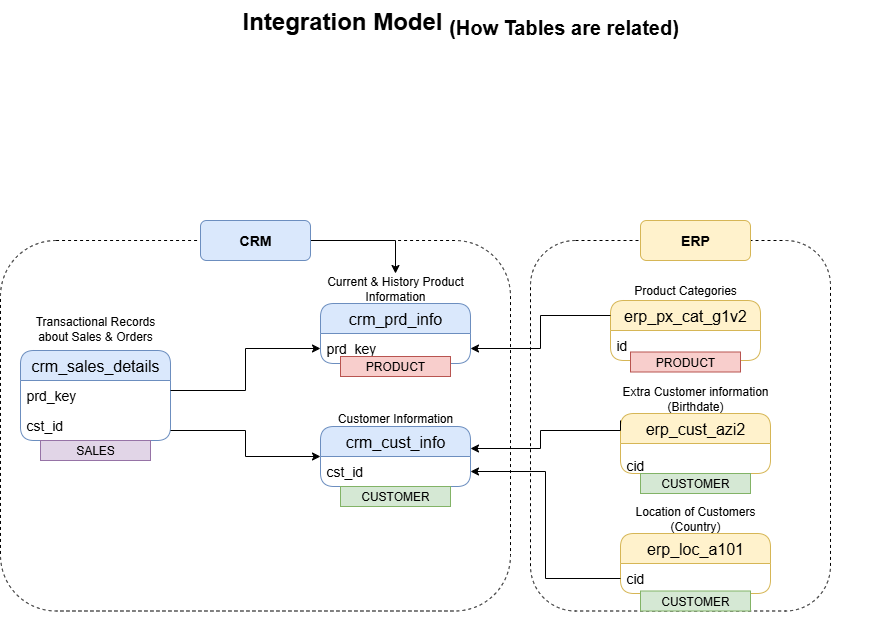 Integration Model (How Tables are related)
CRM
Current & History Product
Information
crm_prd_info
prd_key
PRODUCT
Transactional Records
about Sales & Orders
crm_sales_details
prd_key
cst_id
SALES
Customer Information
crm_cust_info
cst_id
CUSTOMER
ERP
Product Categories
erp_px_cat_g1v2
id
PRODUCT
Extra Customer information
(Birthdate)
erp_cust_azi2
cid
CUSTOMER
Location of Customers
(Country)
erp_loc_a101
cid
CUSTOMER